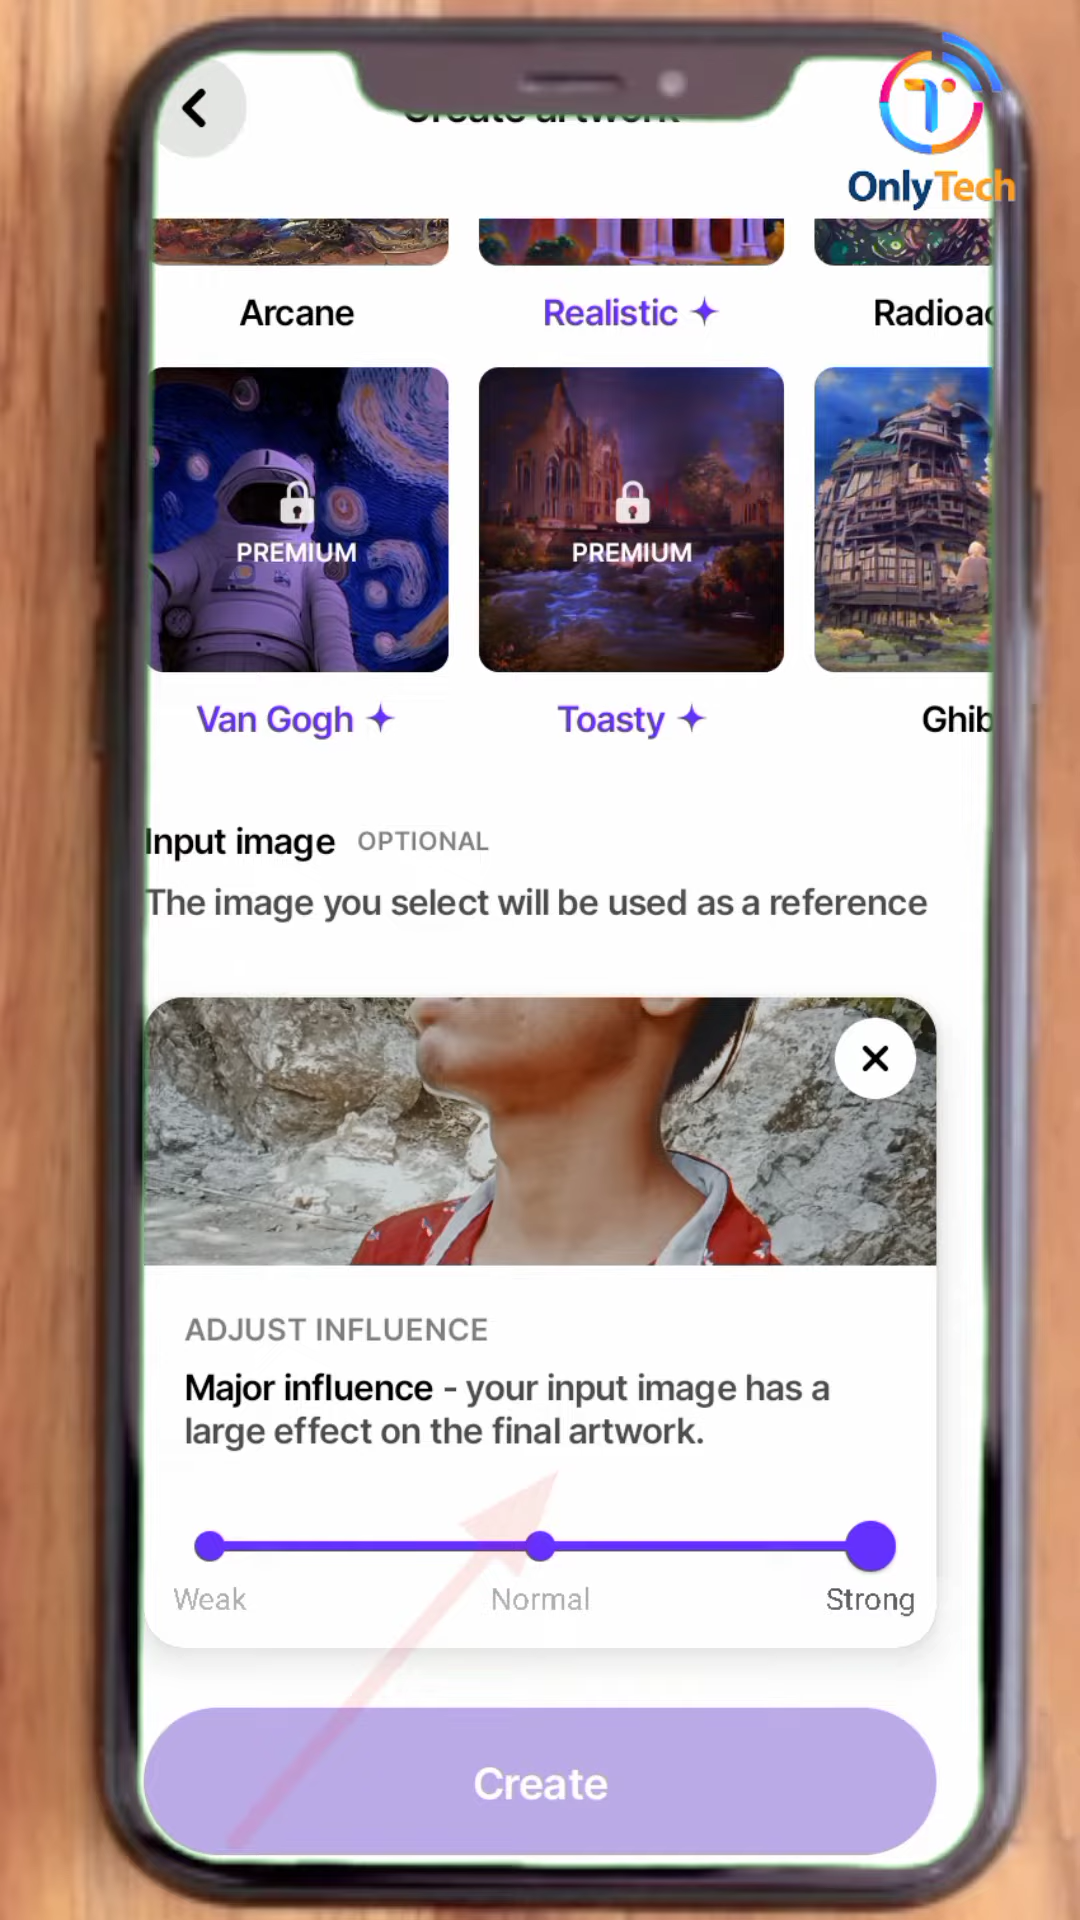 Create artwork
OnlyTech
Arcane
Realistic
Radioac
PREMIUM
PREMIUM
Van Gogh
Toasty
Ghib
Input image OPTIONAL
The image you select will be used as a reference
ADJUST INFLUENCE
Major influence - your input image has a
large effect on the final artwork.
Weak
Normal
Strong
Create